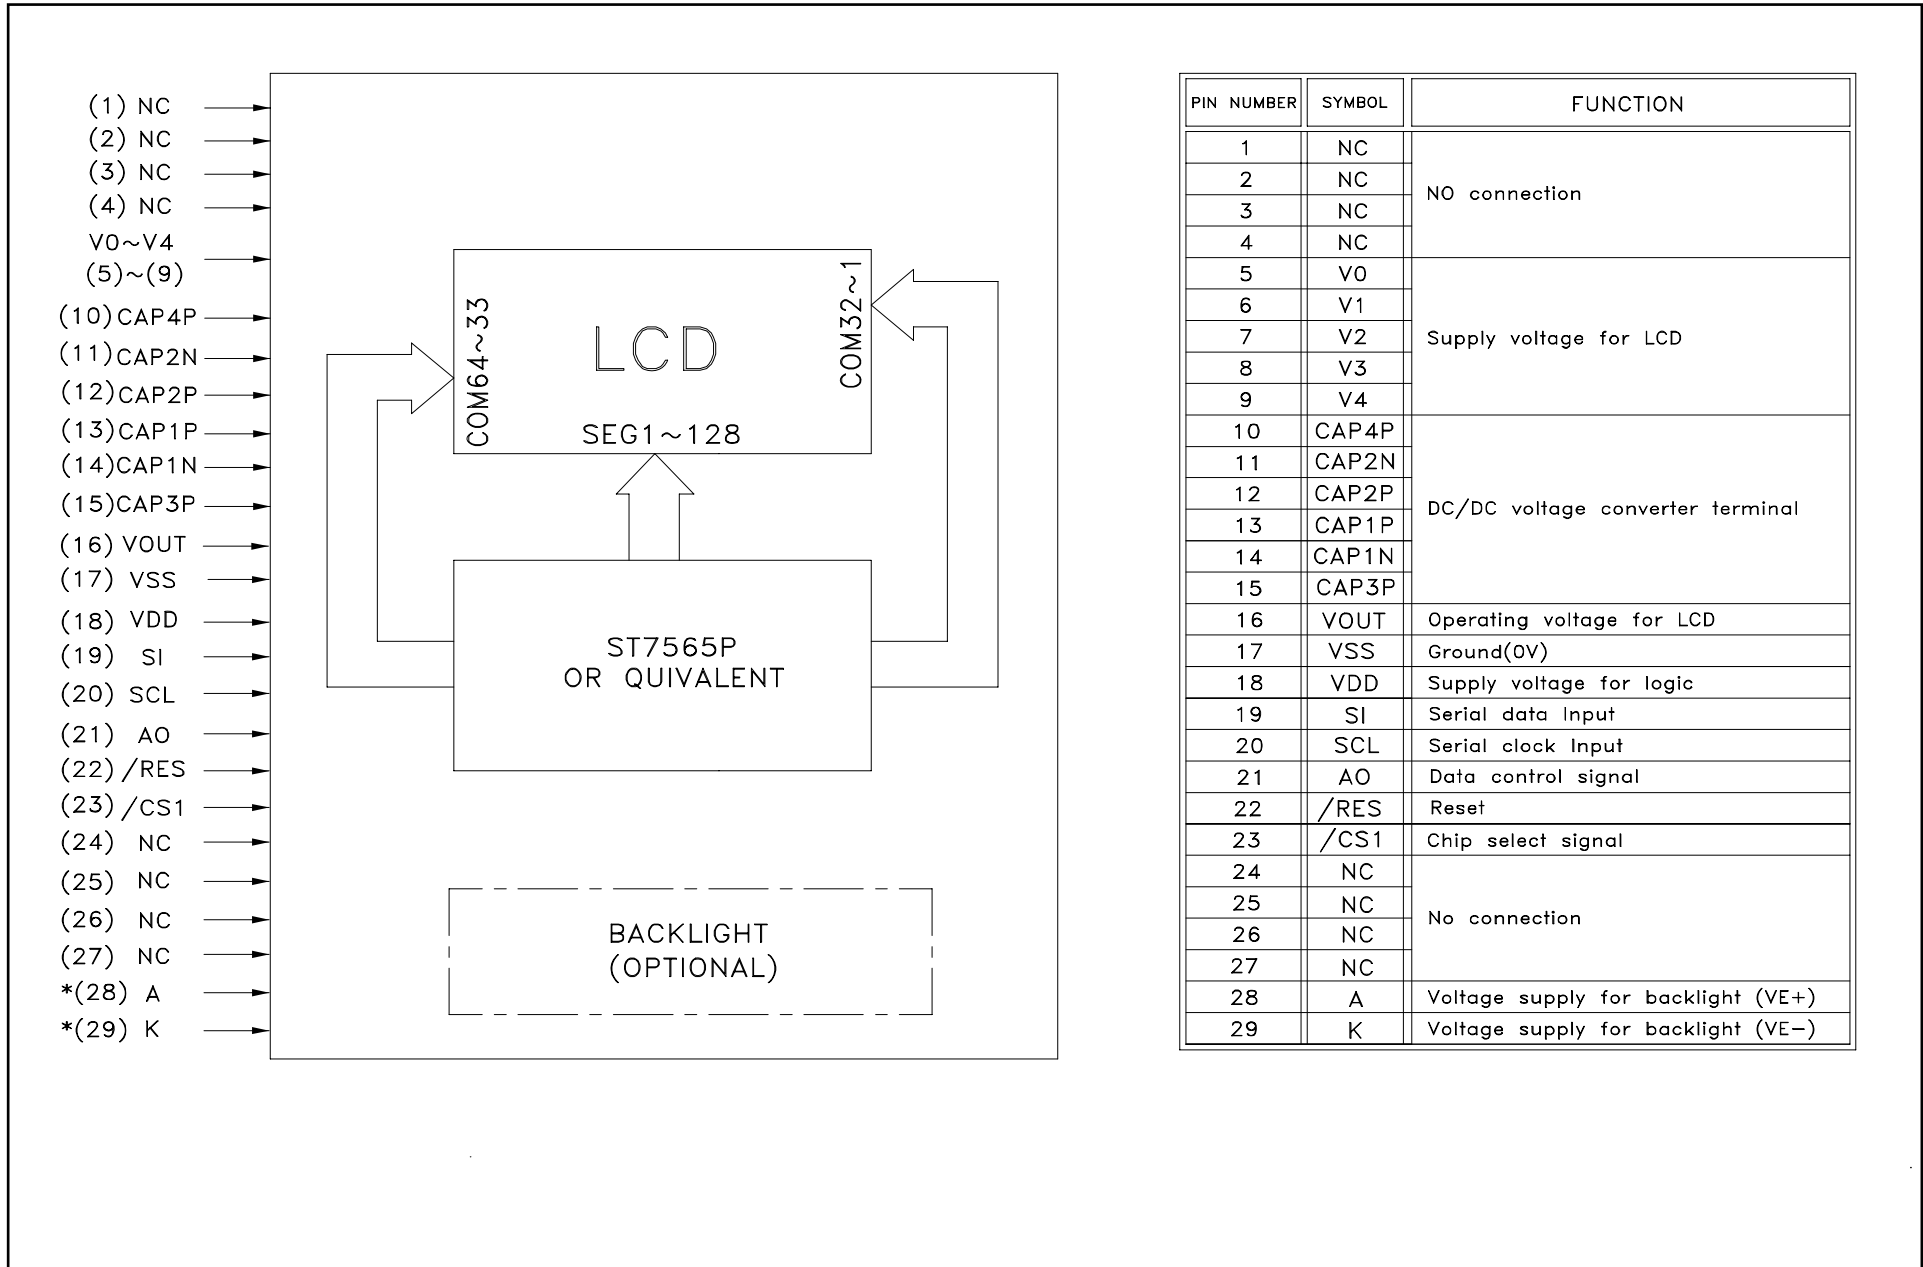 (1) NC
(2) NC
(3) NC
(4) NC
V0~V4
(5)~(9)
(10) CAP4P
(11) CAP2N
(12) CAP2P
(13) CAP1P
(14) CAP1N
(15) CAP3P
(16) VOUT
(17) VSS
(18) VDD
(19) SI
(20) SCL
(21) AO
(22) /RES
(23) /CS1
(24) NC
(25) NC
(26) NC
(27) NC
*(28) A
*(29) K
COM64~33
LCD
COM32~1
SEG1~128
ST7565P
OR QUIVALENT
BACKLIGHT
(OPTIONAL)
PIN NUMBER SYMBOL FUNCTION
1 NC
2 NC
NO connection
3 NC
4 NC
5 V0
6 V1
7 V2 Supply voltage for LCD
8 V3
9 V4
10 CAP4P
11 CAP2N
12 CAP2P
DC/DC voltage converter terminal
13 CAP1P
14 CAP1N
15 CAP3P
16 VOUT Operating voltage for LCD
17 VSS Ground(0V)
18 VDD Supply voltage for logic
19 SI Serial data Input
20 SCL Serial clock Input
21 AO Data control signal
22 /RES Reset
23 /CS1 Chip select signal
24 NC
25 NC
No connection
26 NC
27 NC
28 A Voltage supply for backlight (VE+)
29 K Voltage supply for backlight (VE−)